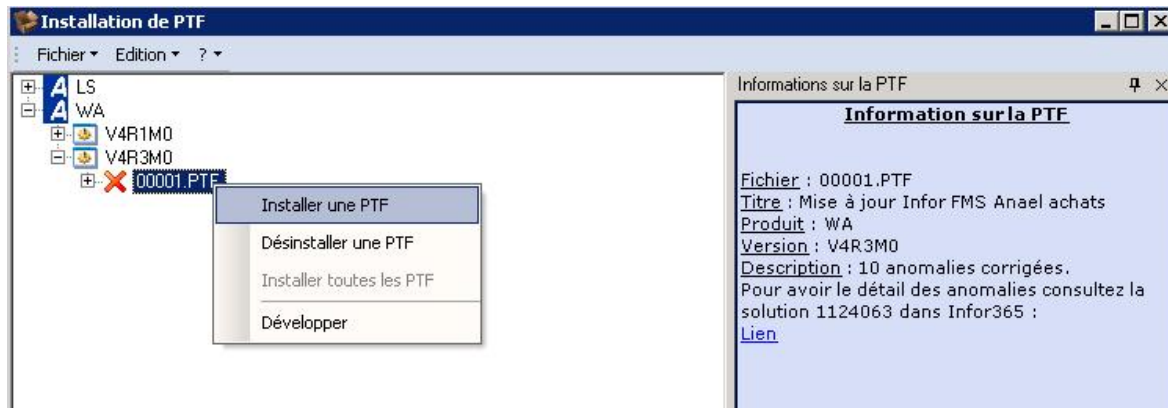 Installation de PTF
Fichier Edition ?
LS
WA
V4R1M0
V4R3M0
00001.PTF
Installer une PTF
Désinstaller une PTF
Installer toutes les PTF
Développer
Informations sur la PTF
Information sur la PTF
Fichier : 00001.PTF
Titre : Mise à jour Infor FMS Anael achats
Produit : WA
Version : V4R3M0
Description : 10 anomalies corrigées.
Pour avoir le détail des anomalies consultez la
solution 1124063 dans Infor365 :
Lien